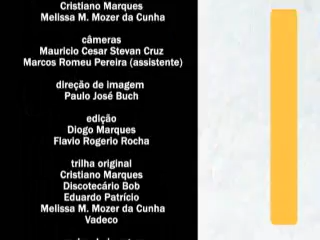 Cristiano Marques
Melissa M. Mozer da Cunha
câmeras
Mauricio Cesar Stevan Cruz
Marcos Romeu Pereira (assistente)
direção de imagem
Paulo José Buch
edição
Diogo Marques
Flavio Rogerio Rocha
trilha original
Cristiano Marques
Discotecário Bob
Eduardo Patrício
Melissa M. Mozer da Cunha
Vadeco